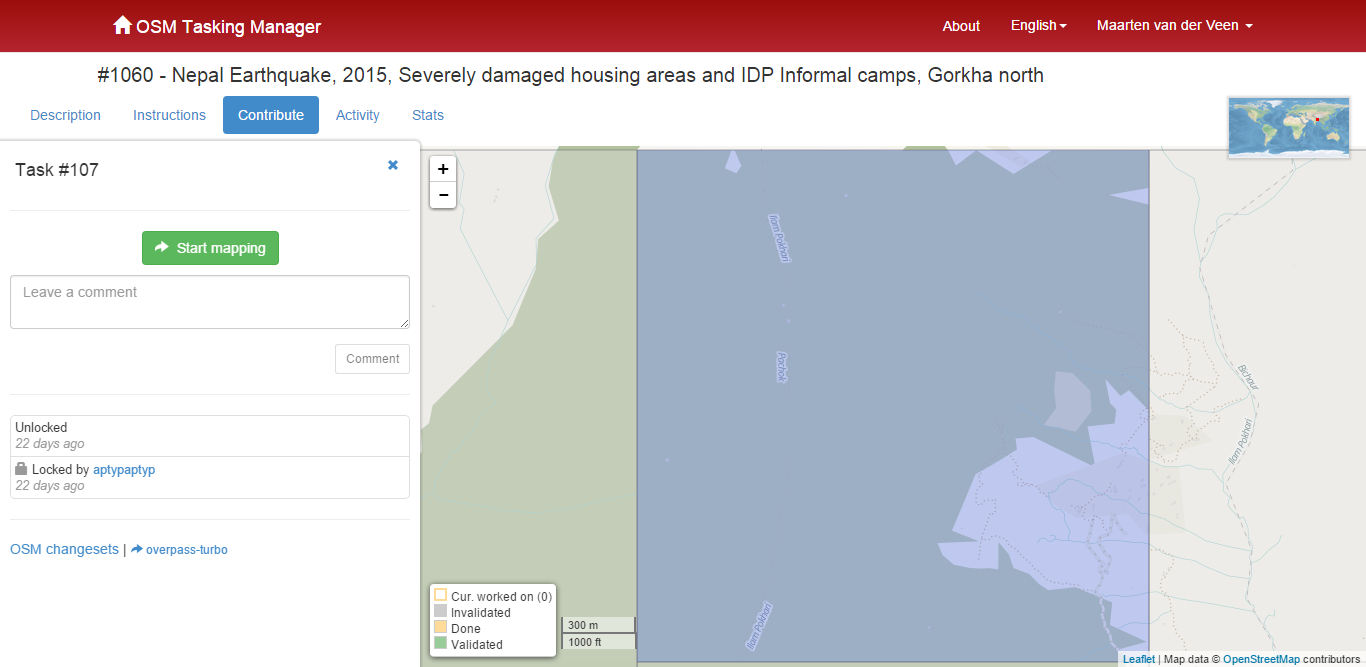 OSM Tasking Manager
About
English
Maarten van der Veen
#1060 - Nepal Earthquake, 2015, Severely damaged housing areas and IDP Informal camps, Gorkha north
Description
Instructions
Contribute
Activity
Stats
Task #107
Start mapping
Leave a comment
Comment
Unlocked
22 days ago
Locked by aptypaptyp
22 days ago
OSM changesets | overpass-turbo
+
−
Ilam Pokhari
Pachok
Ilam Pokhari
Bichaur
Ilam Pokhari
Cur. worked on (0)
Invalidated
Done
Validated
300 m
1000 ft
Leaflet | Map data © OpenStreetMap contributors